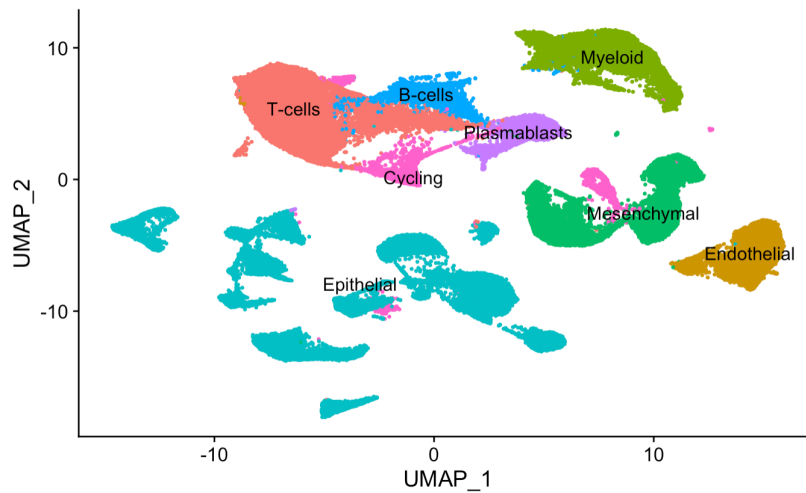 Myeloid
B-cells
T-cells
Plasmablasts
Cycling
Mesenchymal
Endothelial
Epithelial
UMAP_2
10
0
-10
-10
0
10
UMAP_1